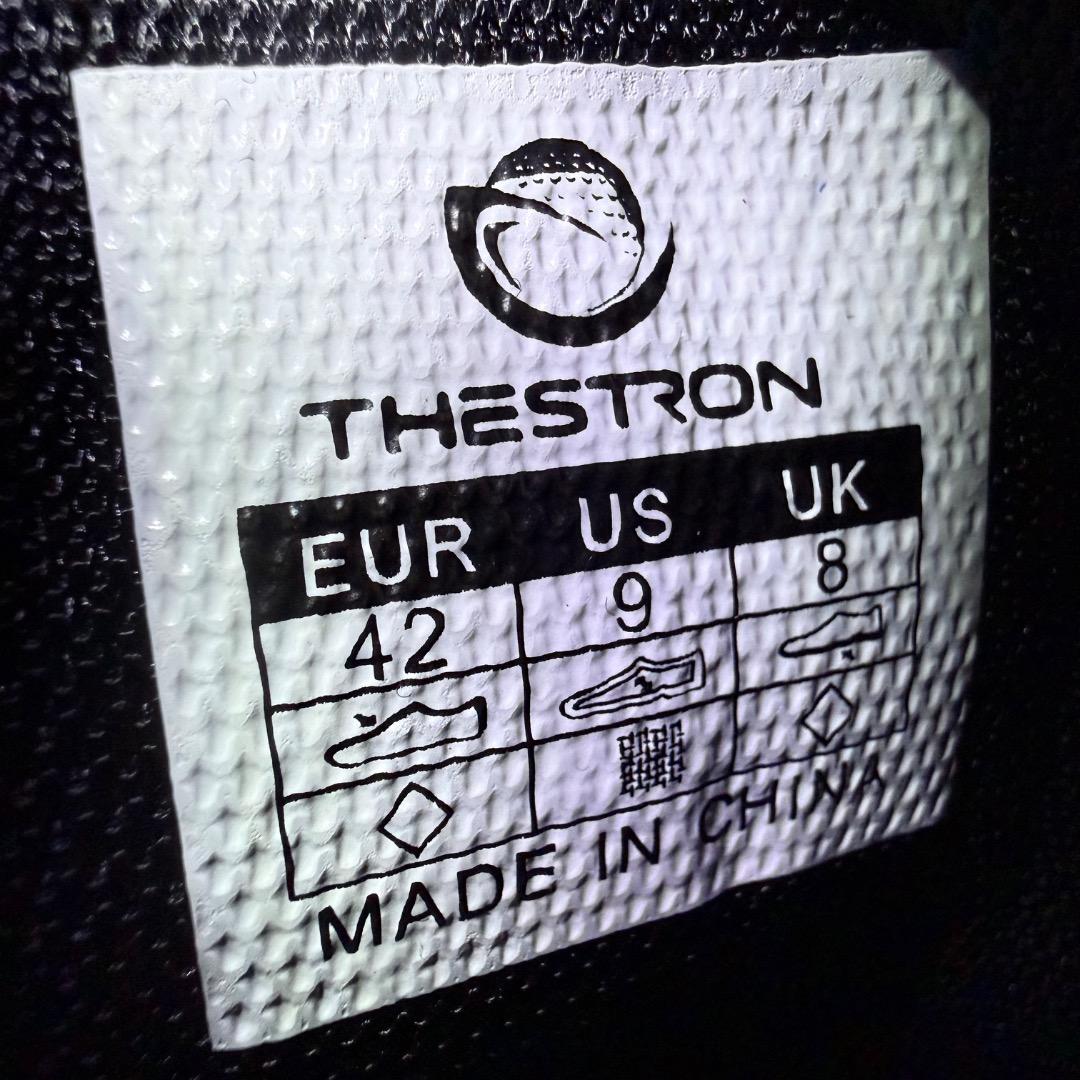 THESTRON
EUR US UK
42 9 8
MADE IN CHINA